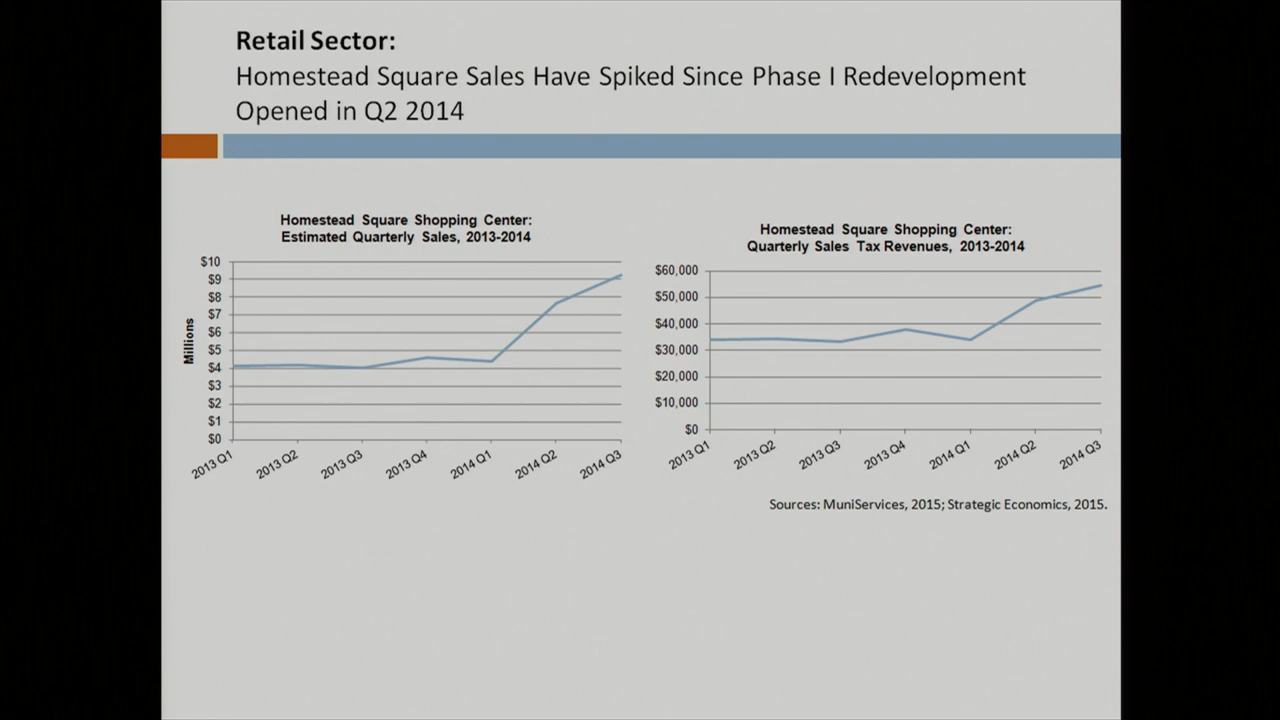 Retail Sector:
Homestead Square Sales Have Spiked Since Phase I Redevelopment
Opened in Q2 2014
Homestead Square Shopping Center:
Estimated Quarterly Sales, 2013-2014
Millions
$10
$9
$8
$7
$6
$5
$4
$3
$2
$1
$0
2013 Q1
2013 Q2
2013 Q3
2013 Q4
2014 Q1
2014 Q2
2014 Q3
Homestead Square Shopping Center:
Quarterly Sales Tax Revenues, 2013-2014
$60,000
$50,000
$40,000
$30,000
$20,000
$10,000
$0
2013 Q1
2013 Q2
2013 Q3
2013 Q4
2014 Q1
2014 Q2
2014 Q3
Sources: MuniServices, 2015; Strategic Economics, 2015.